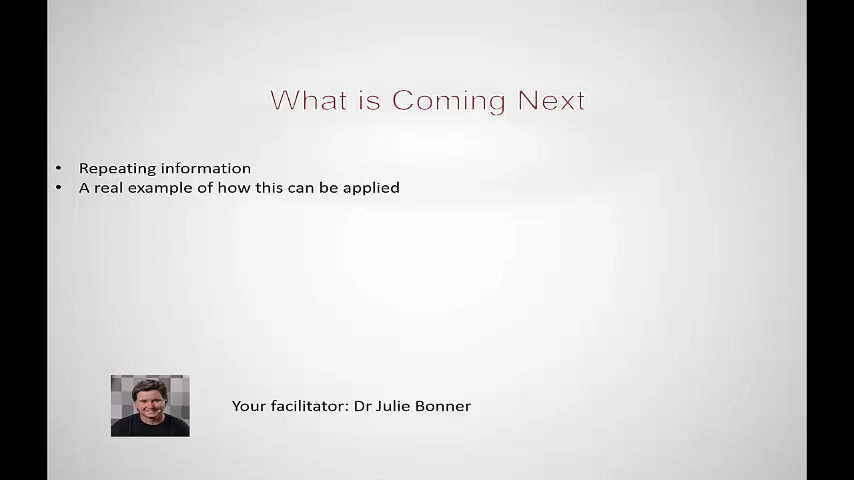 What is Coming Next
• Repeating information
• A real example of how this can be applied
Your facilitator: Dr Julie Bonner